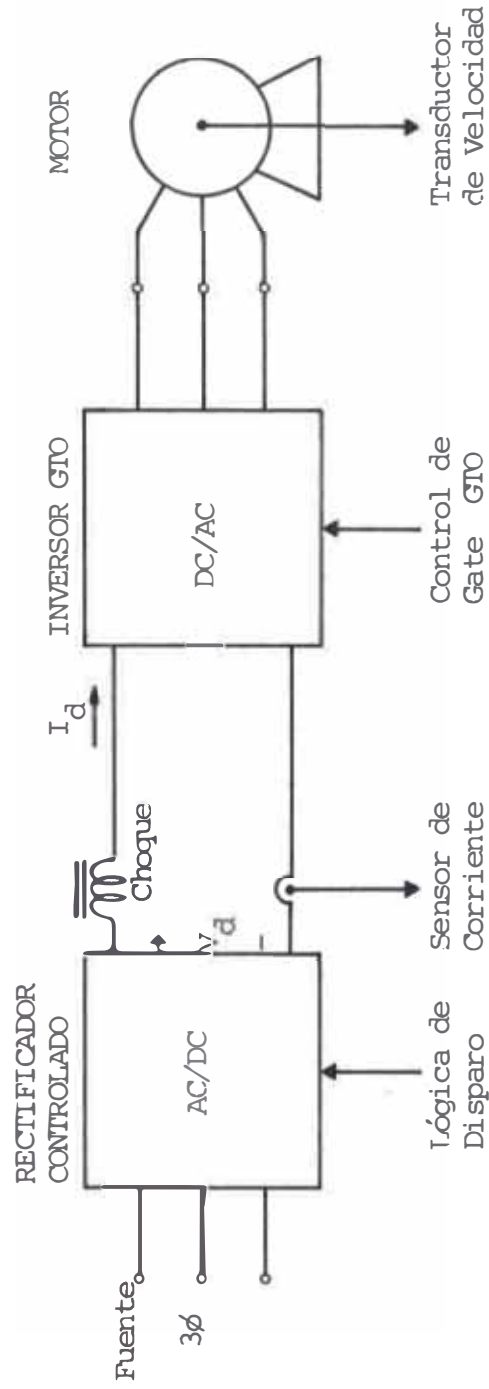 Fuente
3Ø
RECTIFICADOR
CONTROLADO
AC/DC
Lógica de
Disparo
d
Choque
I_d
Sensor de
Corriente
INVERSOR GTO
DC/AC
Control de
Gate GTO
MOTOR
Transductor
de Velocidad